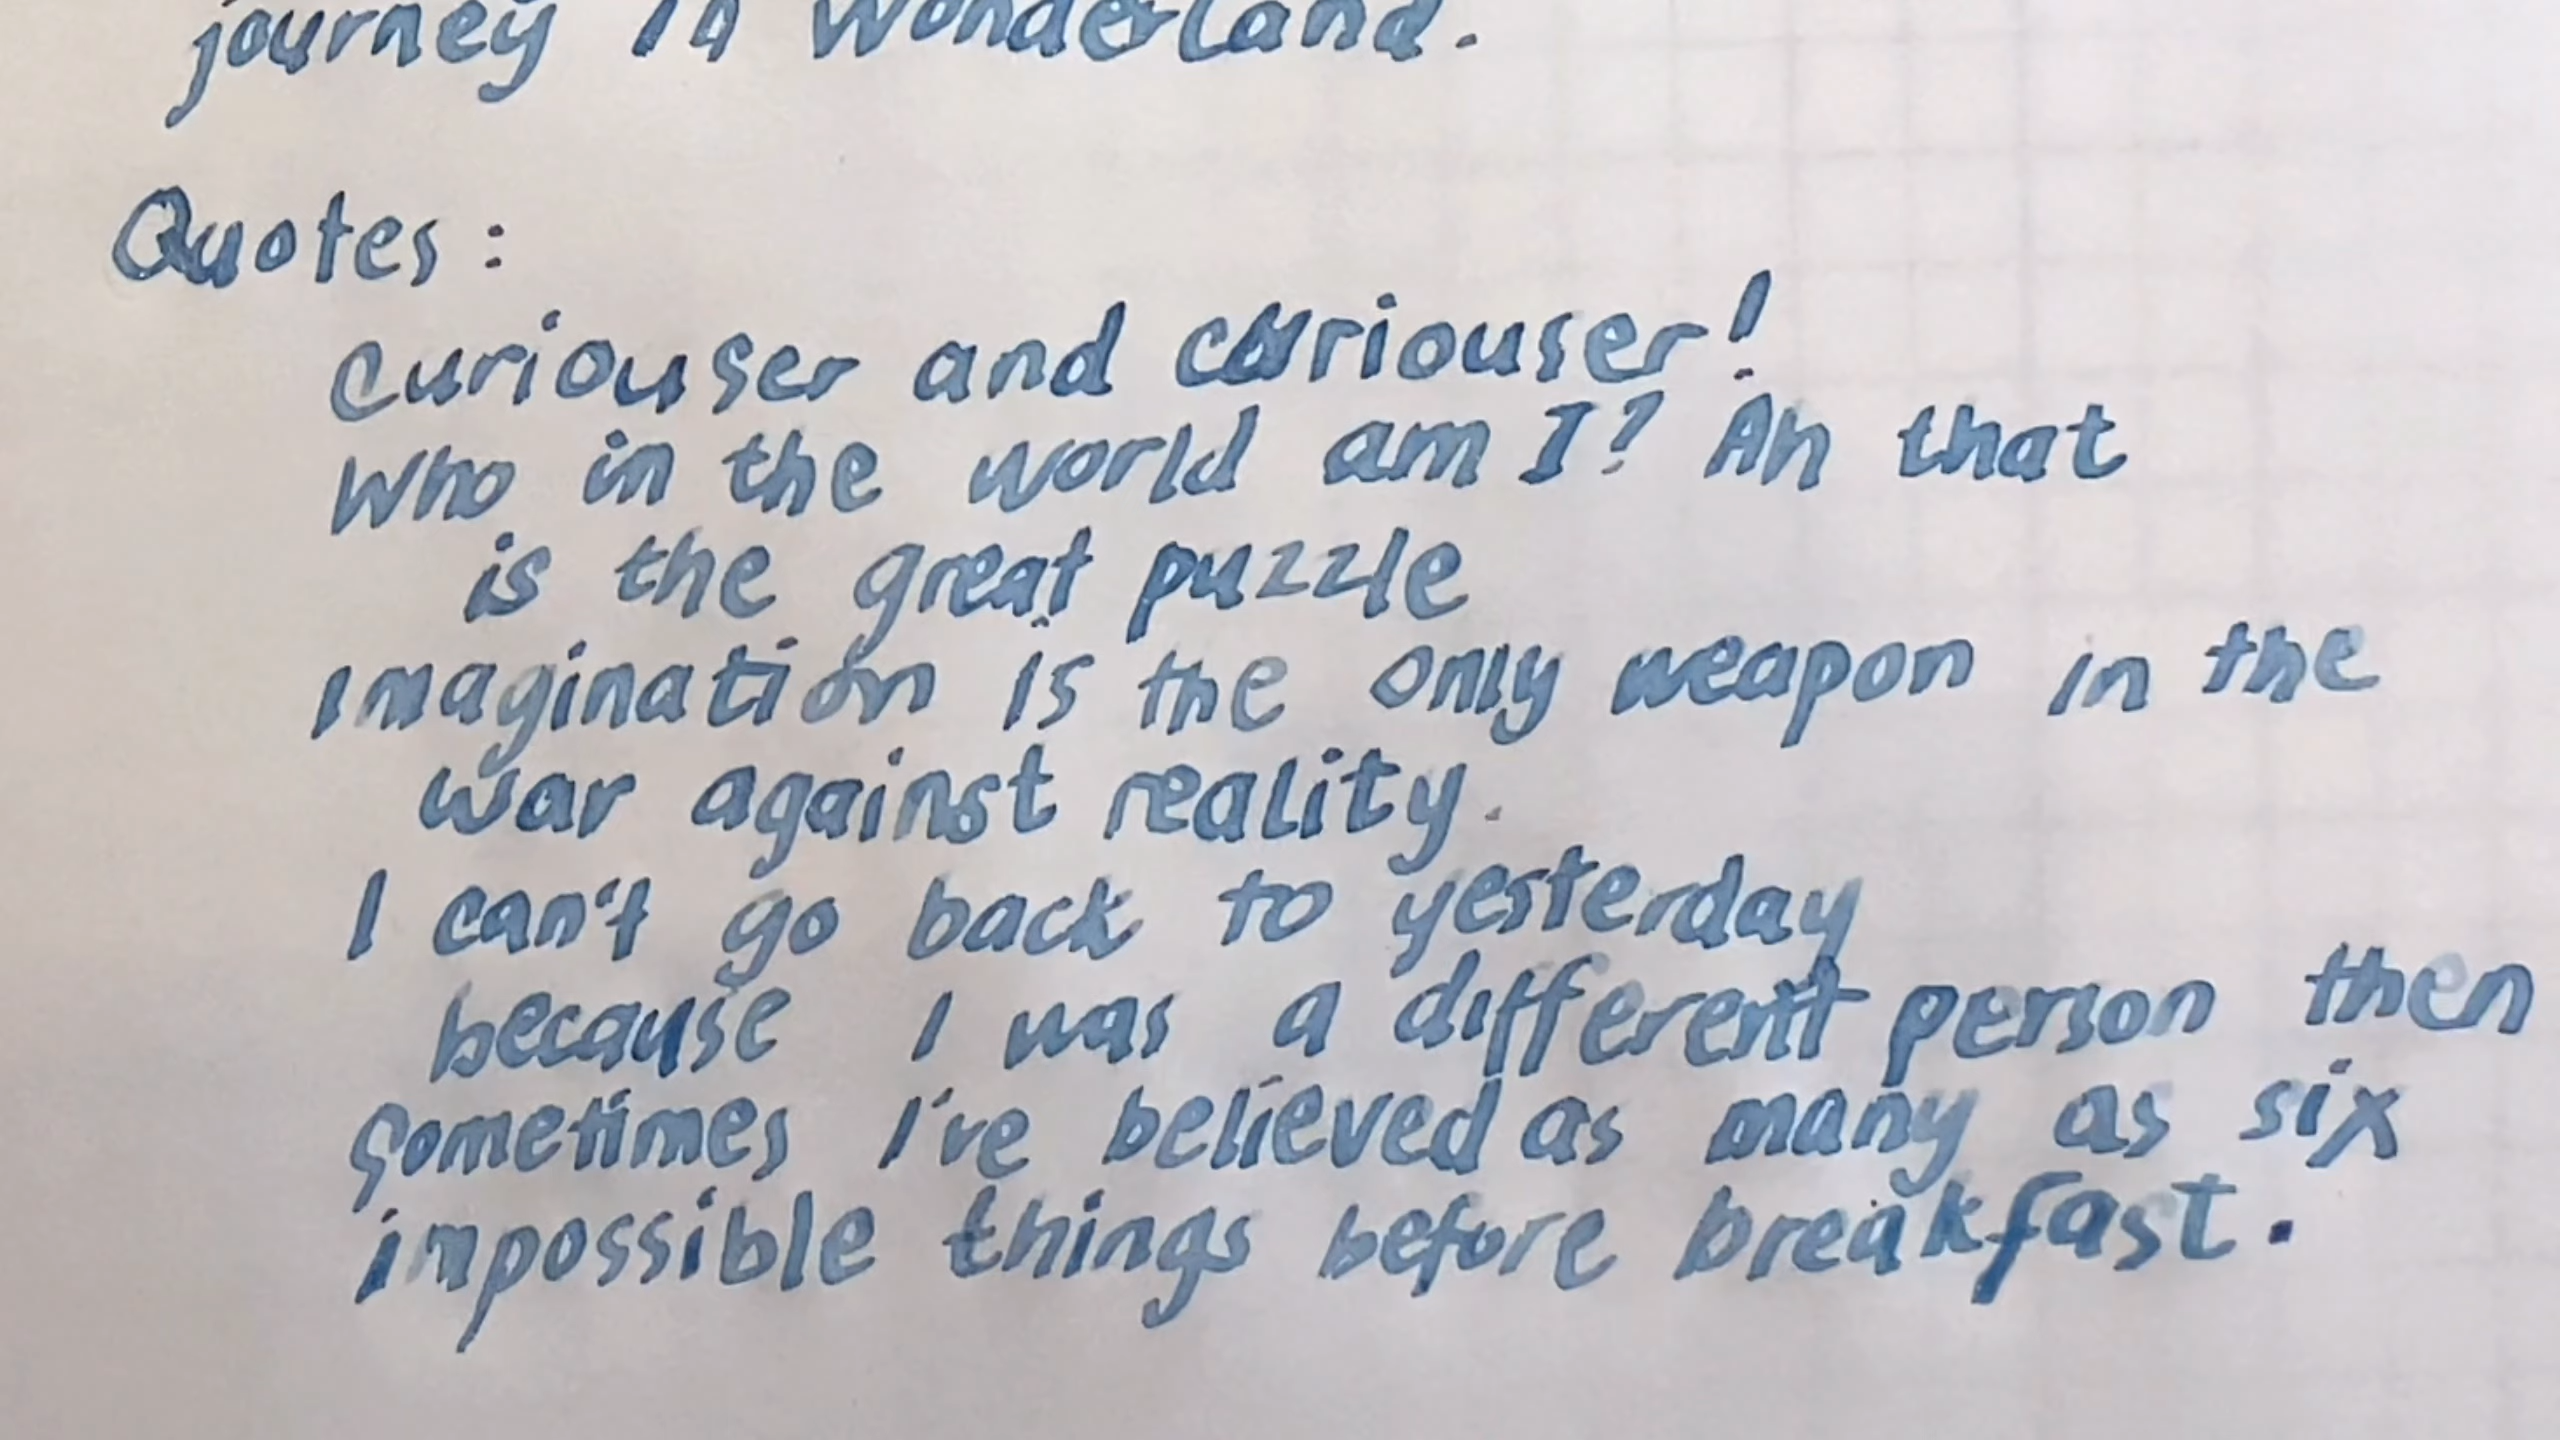 journey in Wonderland.
Quotes:
Curiouser and curiouser!
Who in the world am I? Ah that
is the great puzzle
Imagination is the only weapon in the
war against reality.
I can't go back to yesterday
because I was a different person then
Sometimes I've believed as many as six
impossible things before breakfast.